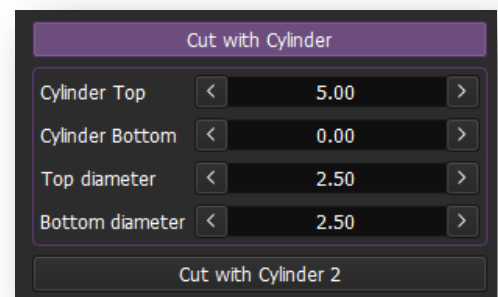 Cut with Cylinder
Cylinder Top < 5.00 >
Cylinder Bottom < 0.00 >
Top diameter < 2.50 >
Bottom diameter < 2.50 >
Cut with Cylinder 2